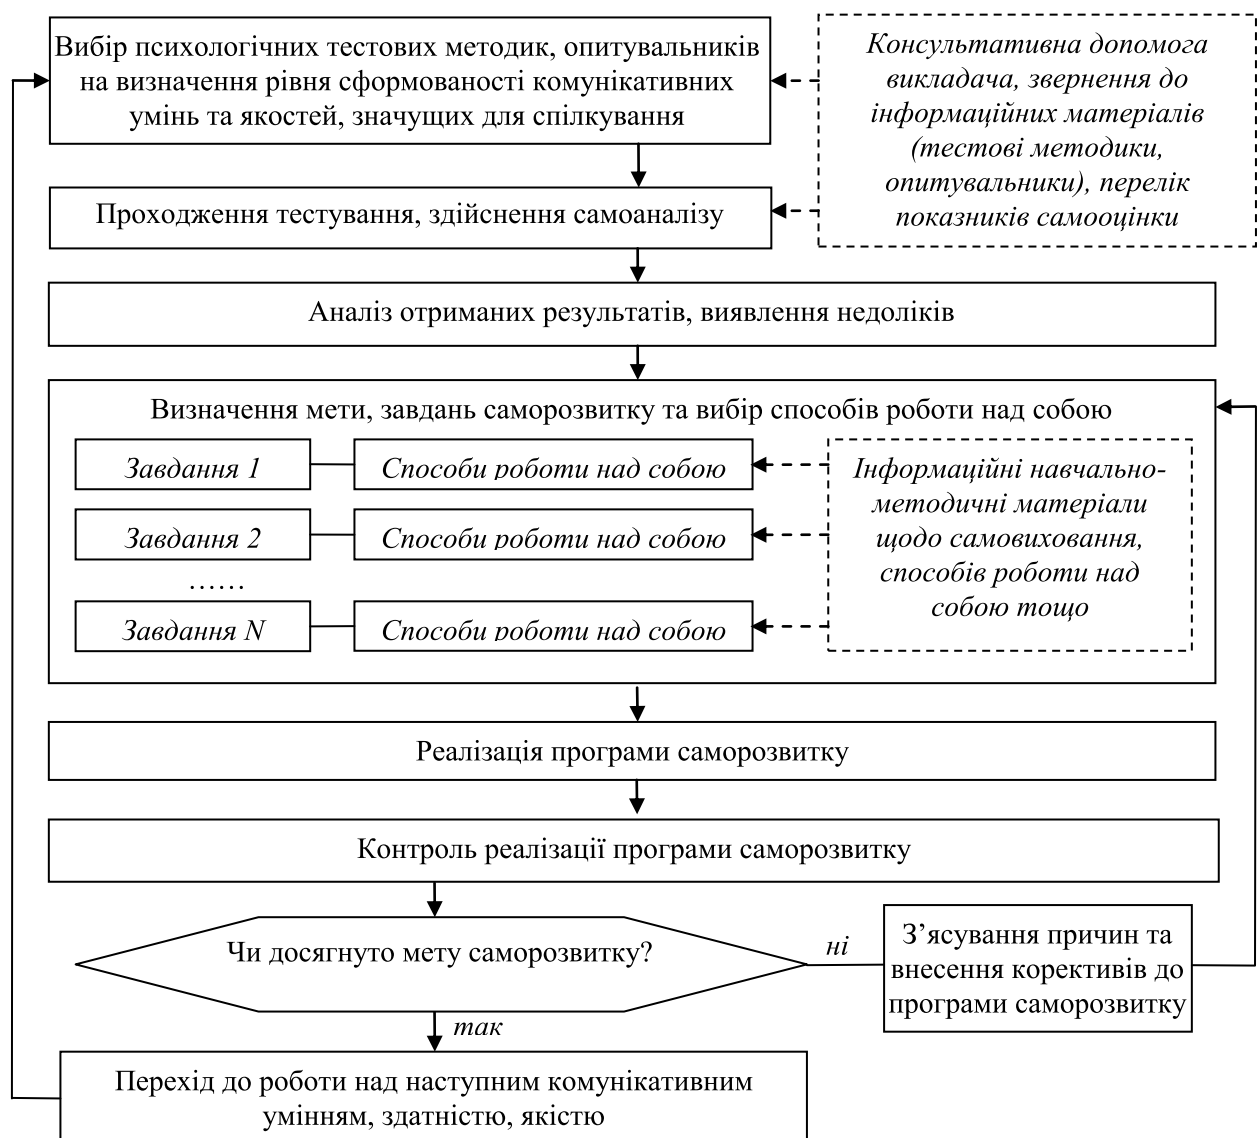 Вибір психологічних тестових методик, опитувальників
на визначення рівня сформованості комунікативних
умінь та якостей, значущих для спілкування
Консультативна допомога
викладача, звернення до
інформаційних матеріалів
(тестові методики,
опитувальники), перелік
показників самооцінки
Проходження тестування, здійснення самоаналізу
Аналіз отриманих результатів, виявлення недоліків
Визначення мети, завдань саморозвитку та вибір способів роботи над собою
Завдання 1
Способи роботи над собою
Завдання 2
Способи роботи над собою
……
Завдання N
Способи роботи над собою
Інформаційні навчально-
методичні матеріали
щодо самовиховання,
способів роботи над
собою тощо
Реалізація програми саморозвитку
Контроль реалізації програми саморозвитку
Чи досягнуто мету саморозвитку?
ні
З’ясування причин та
внесення корективів до
програми саморозвитку
так
Перехід до роботи над наступним комунікативним
умінням, здатністю, якістю